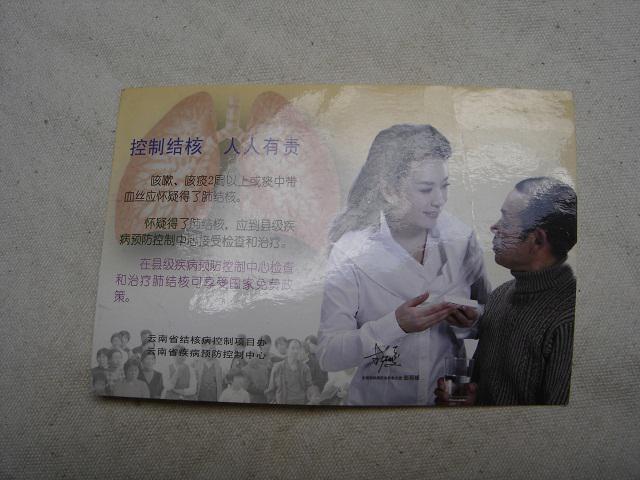 控制结核 人人有责
咳嗽、咳痰2周以上或痰中带
血丝应怀疑得了肺结核。
怀疑得了肺结核，应到县级疾
病预防控制中心接受检查和治疗。
在县级疾病预防控制中心检查
和治疗肺结核可享受国家免费政
策。
云南省结核病控制项目办
云南省疾病预防控制中心